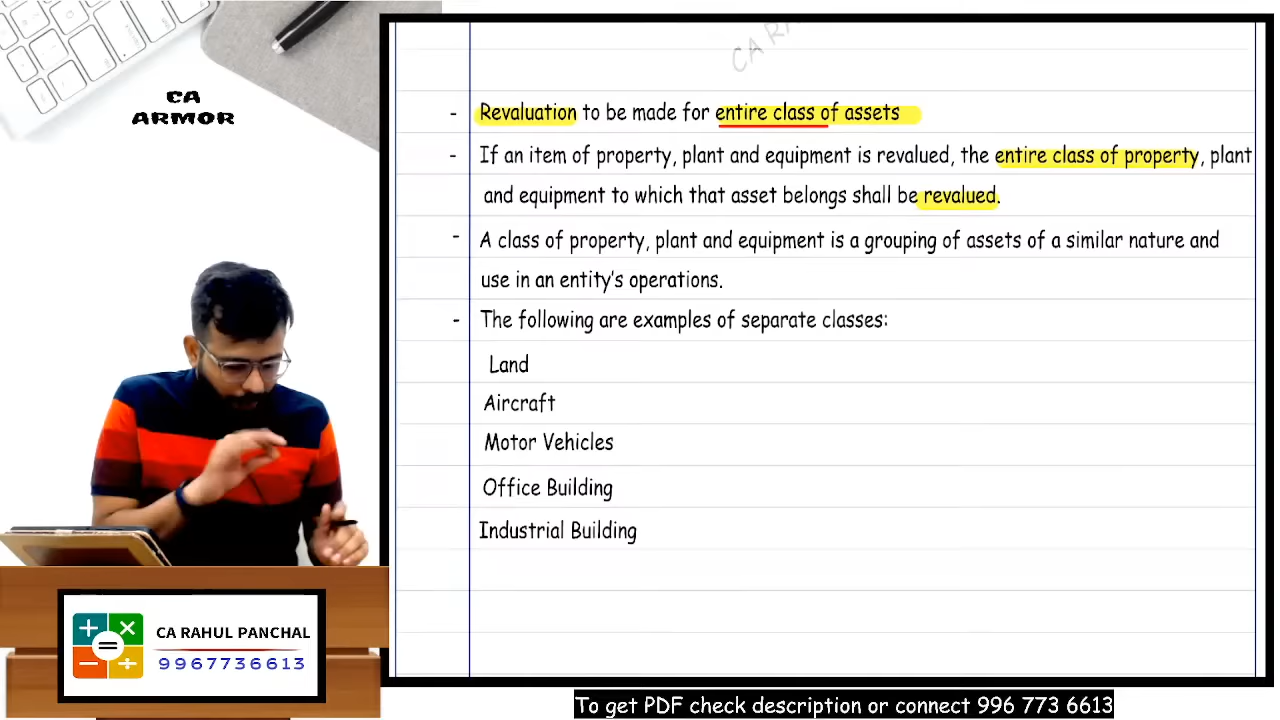 CA
ARMOR
CA RA
- Revaluation to be made for entire class of assets
- If an item of property, plant and equipment is revalued, the entire class of property, plant
and equipment to which that asset belongs shall be revalued.
- A class of property, plant and equipment is a grouping of assets of a similar nature and
use in an entity's operations.
- The following are examples of separate classes:
Land
Aircraft
Motor Vehicles
Office Building
Industrial Building
CA RAHUL PANCHAL
9967736613
To get PDF check description or connect 996 773 6613